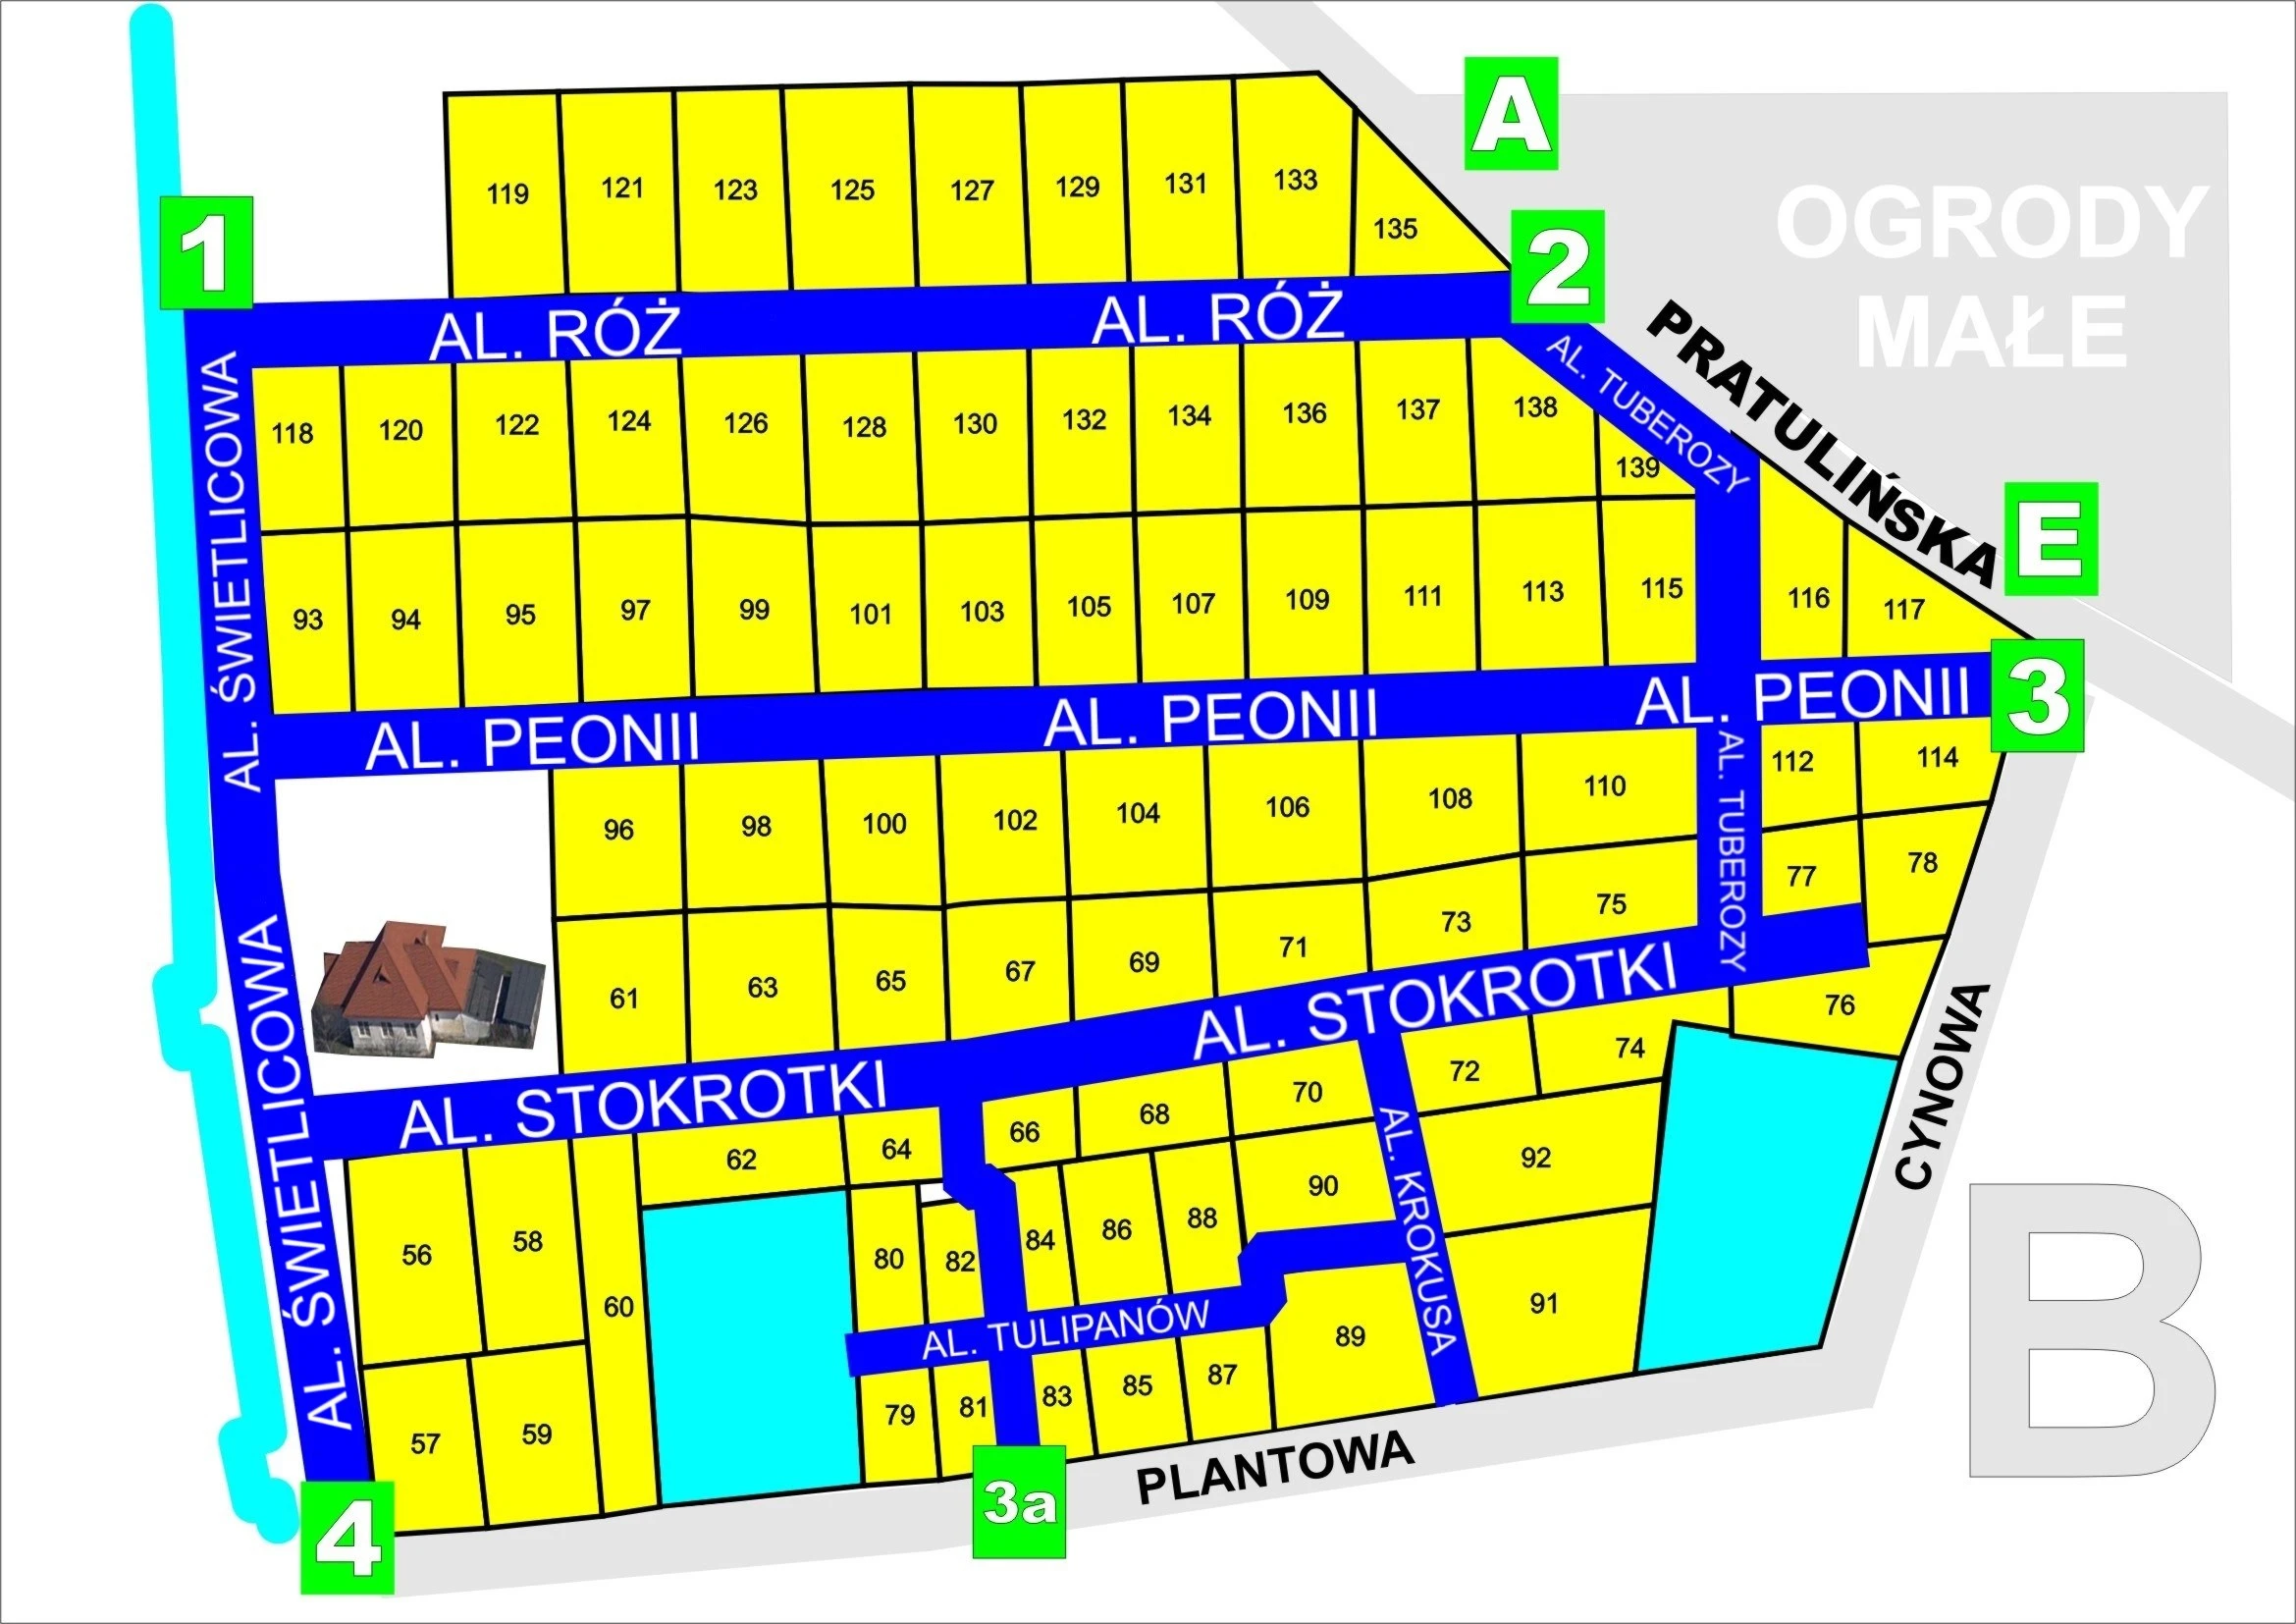 A
119 121 123 125 127 129 131 133
135
OGRODY
MAŁE
1
2
AL. RÓŻ AL. RÓŻ
PRATULIŃSKA
AL. TUBEROZY
AL. ŚWIETLICOWA
118 120 122 124 126 128 130 132 134 136 137 138
139
E
93 94 95 97 99 101 103 105 107 109 111 113 115 116 117
3
AL. PEONII AL. PEONII AL. PEONII
AL. TUBEROZY
96 98 100 102 104 106 108 110 112 114
61 63 65 67 69 71 73 75 77 78
AL. ŚWIETLICOWA
AL. STOKROTKI AL. STOKROTKI
76
CYNOWA
62 64 66 68 70 72 74
AL. KROKUSA
56 58 60 80 82 84 86 88 90 92
AL. TULIPANÓW
57 59 79 81 83 85 87 89 91
B
PLANTOWA
3a
4